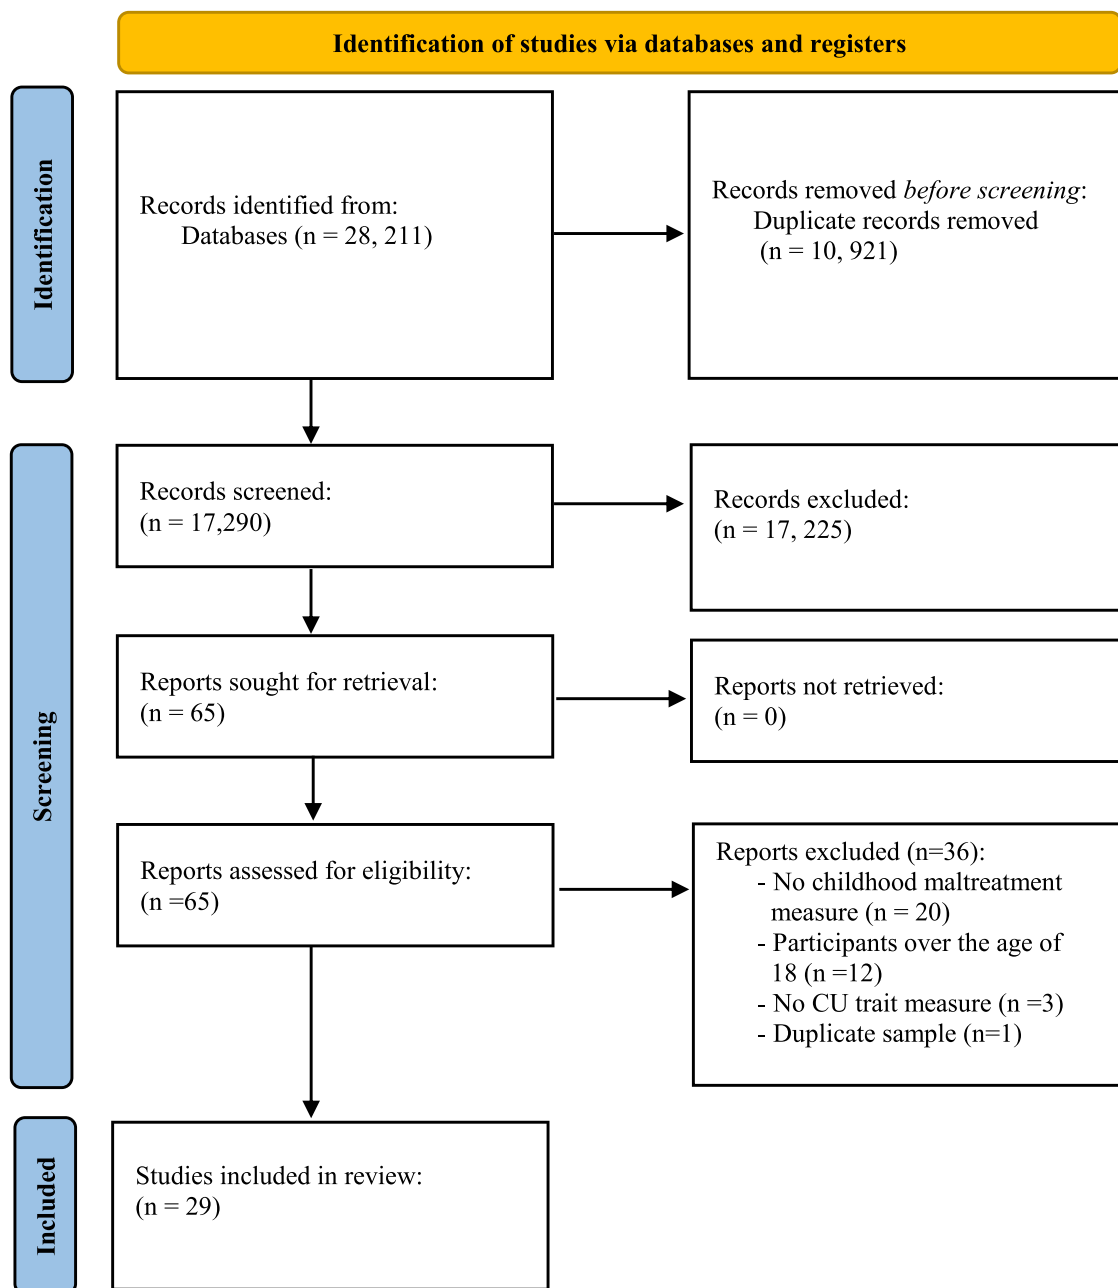 Identification of studies via databases and registers
Identification
Records identified from:
Databases (n = 28, 211)
Records removed before screening:
Duplicate records removed
(n = 10, 921)
Screening
Records screened:
(n = 17,290)
Records excluded:
(n = 17, 225)
Reports sought for retrieval:
(n = 65)
Reports not retrieved:
(n = 0)
Reports assessed for eligibility:
(n =65)
Reports excluded (n=36):
- No childhood maltreatment
measure (n = 20)
- Participants over the age of
18 (n =12)
- No CU trait measure (n =3)
- Duplicate sample (n=1)
Included
Studies included in review:
(n = 29)